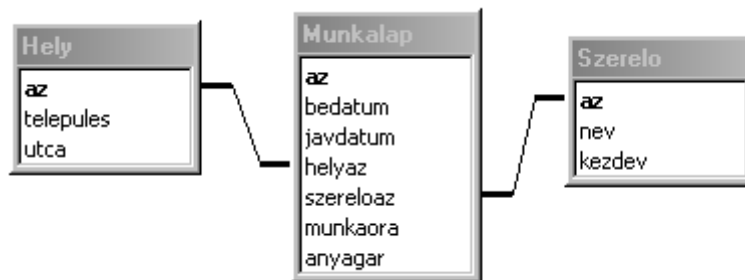 Hely
az
telepules
utca
Munkalap
az
bedatum
javdatum
helyaz
szereloaz
munkaora
anyagar
Szerelo
az
nev
kezdev